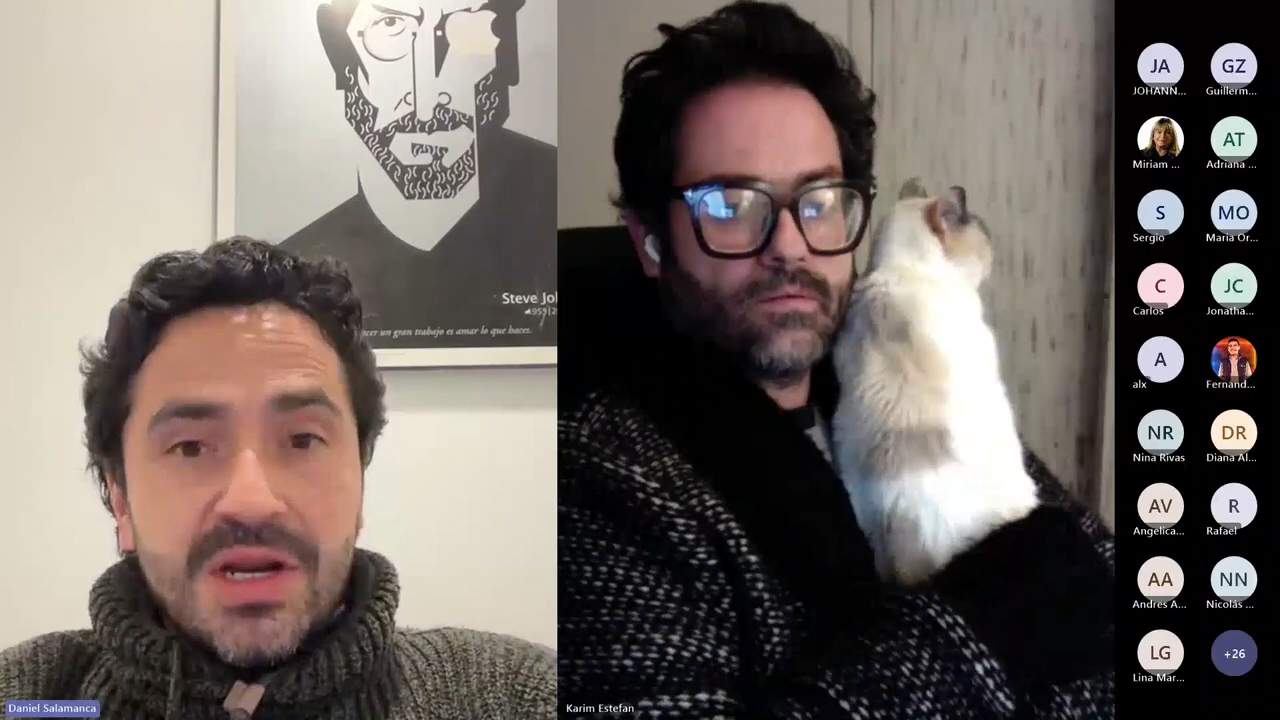 Steve Jo
cer un gran trabajo es amar lo que haces.
Daniel Salamanca
Karim Estefan
JA
JOHANN...
GZ
Guillerm...
Miriam ...
AT
Adriana ...
S
Sergio
MO
Maria Or...
C
Carlos
JC
Jonatha...
A
alx
Fernand...
NR
Nina Rivas
DR
Diana Al...
AV
Angelica...
R
Rafael
AA
Andres A...
NN
Nicolás ...
LG
Lina Mar...
+26